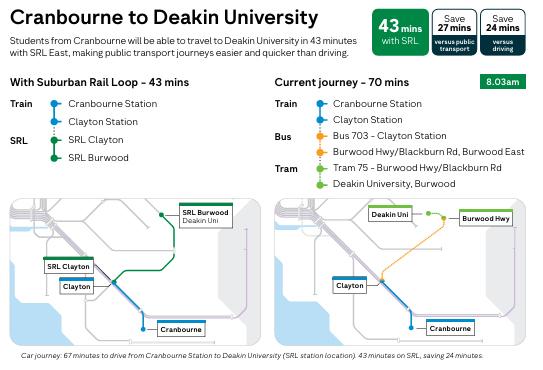 Cranbourne to Deakin University
Students from Cranbourne will be able to travel to Deakin University in 43 minutes
with SRL East, making public transport journeys easier and quicker than driving.
43 mins
with SRL
Save
27 mins
versus public
transport
Save
24 mins
versus
driving
With Suburban Rail Loop - 43 mins
Train
Cranbourne Station
Clayton Station
SRL
SRL Clayton
SRL Burwood
Current journey - 70 mins
8.03am
Train
Cranbourne Station
Clayton Station
Bus
Bus 703 - Clayton Station
Burwood Hwy/Blackburn Rd, Burwood East
Tram
Tram 75 - Burwood Hwy/Blackburn Rd
Deakin University, Burwood
SRL Burwood
Deakin Uni
SRL Clayton
Clayton
Cranbourne
Deakin Uni
Burwood Hwy
Clayton
Cranbourne
Car journey: 67 minutes to drive from Cranbourne Station to Deakin University (SRL station location). 43 minutes on SRL, saving 24 minutes.